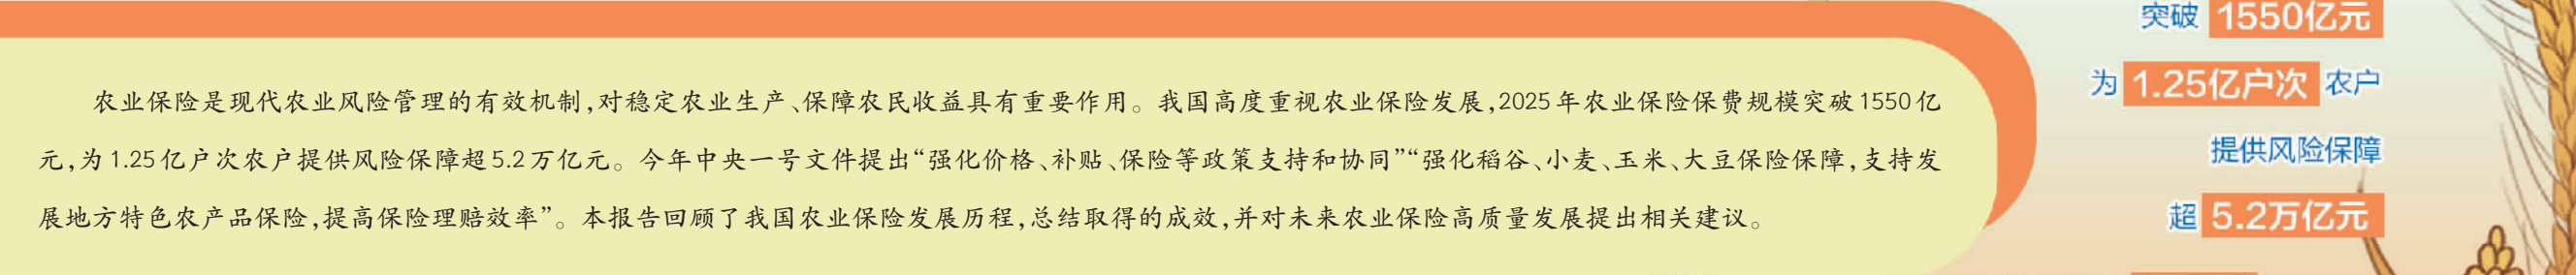 农业保险是现代农业风险管理的有效机制,对稳定农业生产、保障农民收益具有重要作用。我国高度重视农业保险发展,2025年农业保险保费规模突破1550亿
元,为1.25亿户次农户提供风险保障超5.2万亿元。今年中央一号文件提出“强化价格、补贴、保险等政策支持和协同”“强化稻谷、小麦、玉米、大豆保险保障,支持发
展地方特色农产品保险,提高保险理赔效率”。本报告回顾了我国农业保险发展历程,总结取得的成效,并对未来农业保险高质量发展提出相关建议。
突破 1550亿元
为 1.25亿户次 农户
提供风险保障
超 5.2万亿元